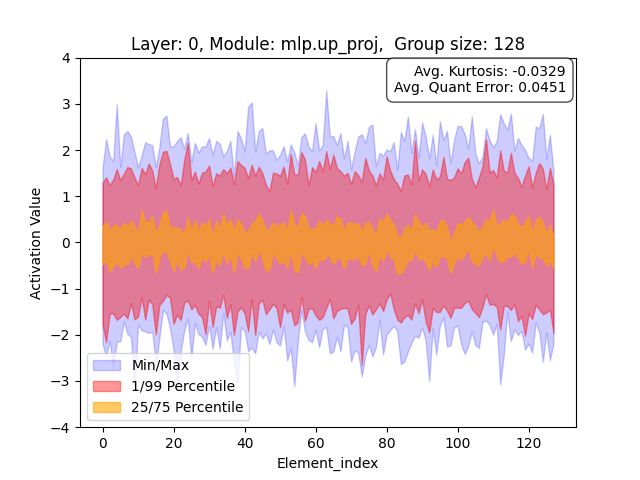 Layer: 0, Module: mlp.up_proj,  Group size: 128
Avg. Kurtosis: -0.0329
Avg. Quant Error: 0.0451
Activation Value
4
3
2
1
0
−1
−2
−3
−4
Min/Max
1/99 Percentile
25/75 Percentile
0
20
40
60
80
100
120
Element_index